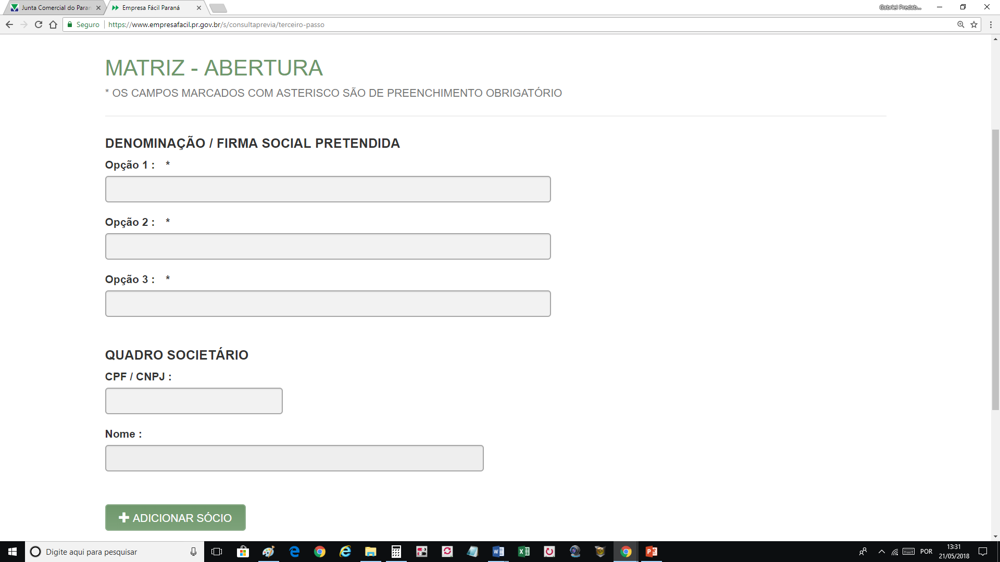 Junta Comercial do Paran
Empresa Fácil Paraná
Gabriel Predab...
Seguro
https://www.empresafacil.pr.gov.br/s/consultaprevia/terceiro-passo
MATRIZ - ABERTURA
* OS CAMPOS MARCADOS COM ASTERISCO SÃO DE PREENCHIMENTO OBRIGATÓRIO
DENOMINAÇÃO / FIRMA SOCIAL PRETENDIDA
Opção 1 : *
Opção 2 : *
Opção 3 : *
QUADRO SOCIETÁRIO
CPF / CNPJ :
Nome :
ADICIONAR SÓCIO
Digite aqui para pesquisar
POR
13:31
21/05/2018